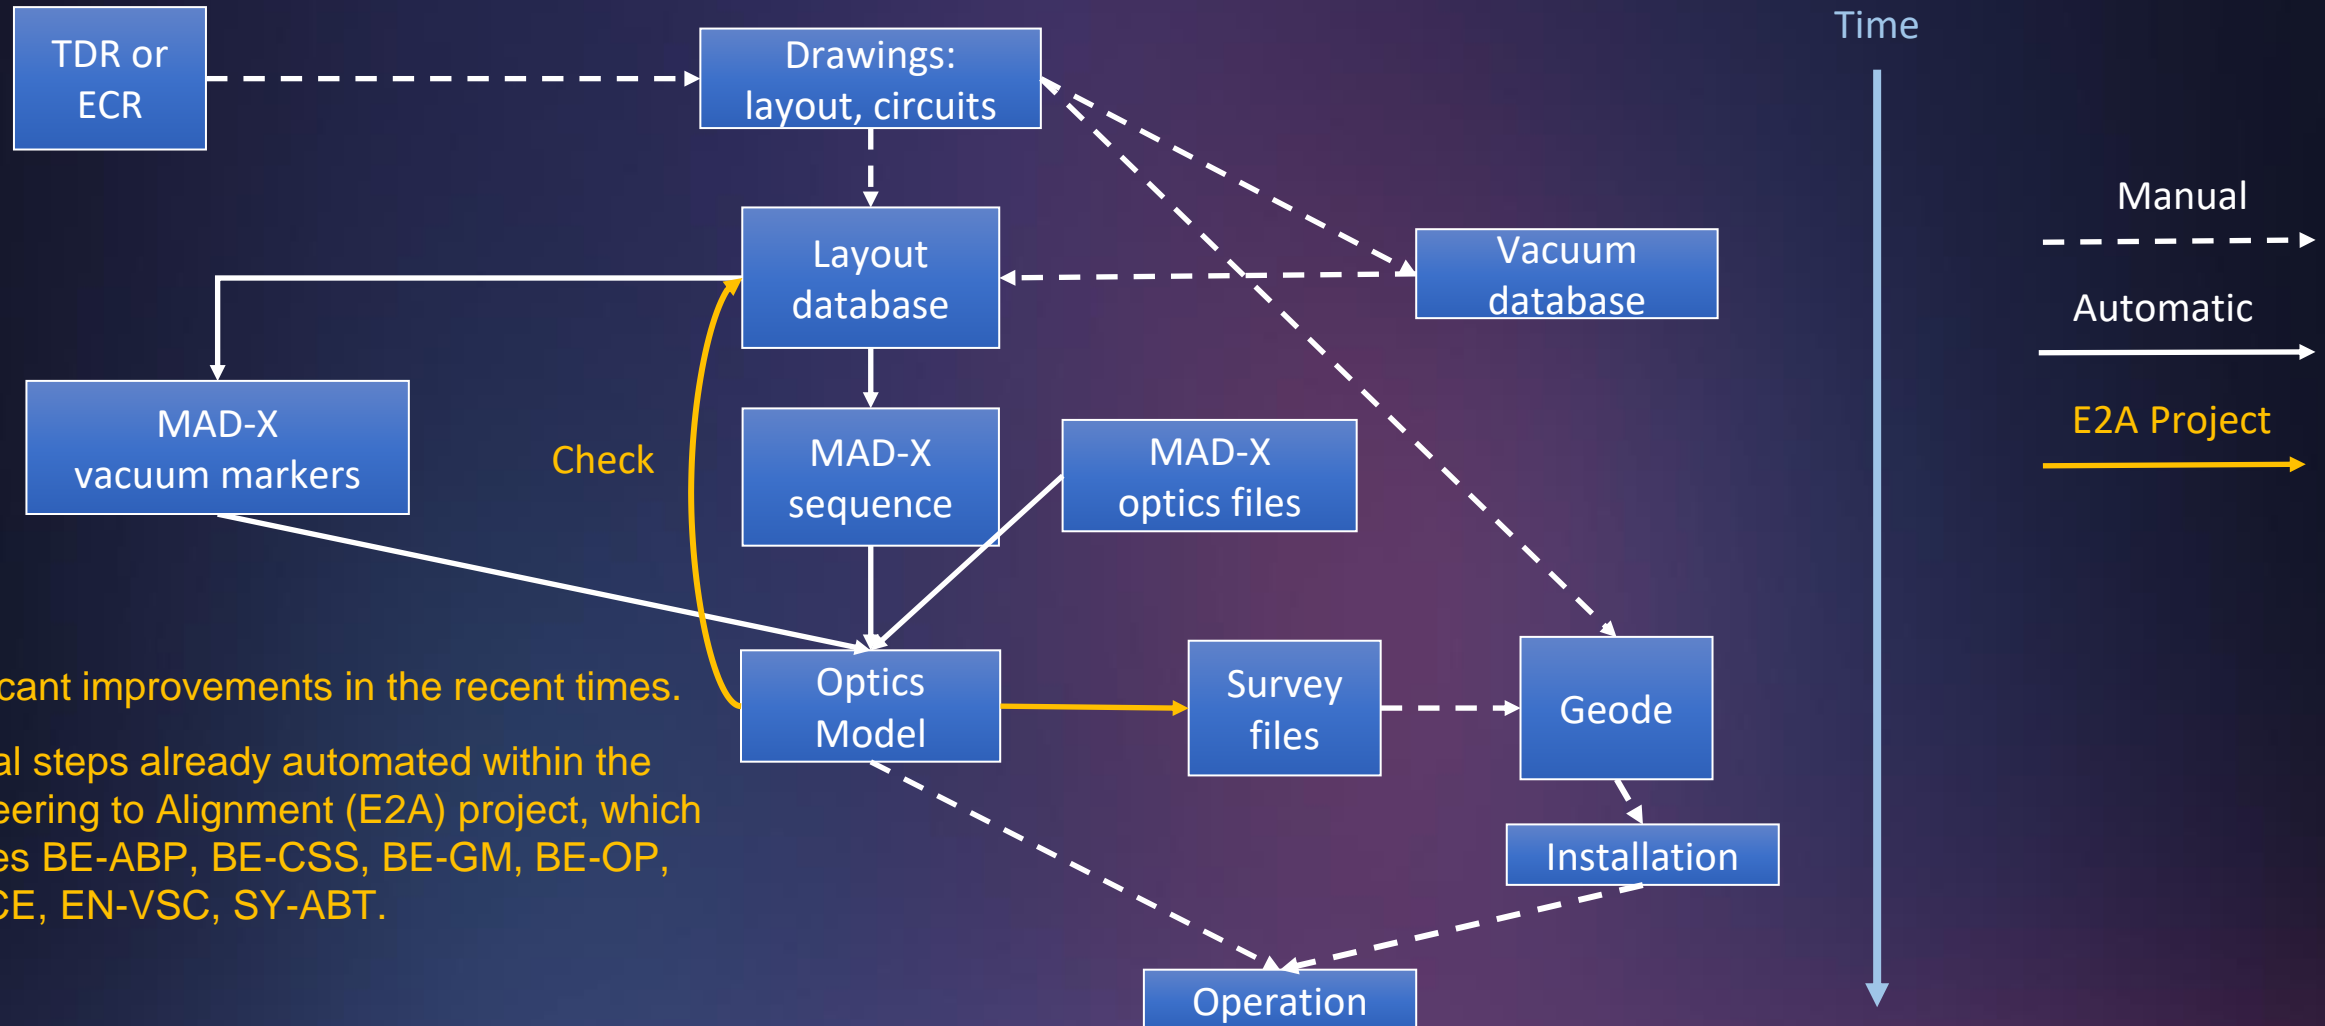 Time
TDR or
ECR
Drawings:
layout, circuits
Manual
Layout
database
Vacuum
database
Automatic
MAD-X
vacuum markers
Check
MAD-X
sequence
MAD-X
optics files
E2A Project
cant improvements in the recent times.
al steps already automated within the
eering to Alignment (E2A) project, which
es BE-ABP, BE-CSS, BE-GM, BE-OP,
CE, EN-VSC, SY-ABT.
Optics
Model
Survey
files
Geode
Installation
Operation